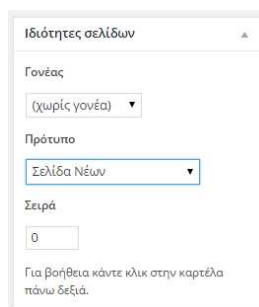 Ιδιότητες σελίδων
Γονέας
(χωρίς γονέα)
Πρότυπο
Σελίδα Νέων
Σειρά
0
Για βοήθεια κάντε κλικ στην καρτέλα
πάνω δεξιά.